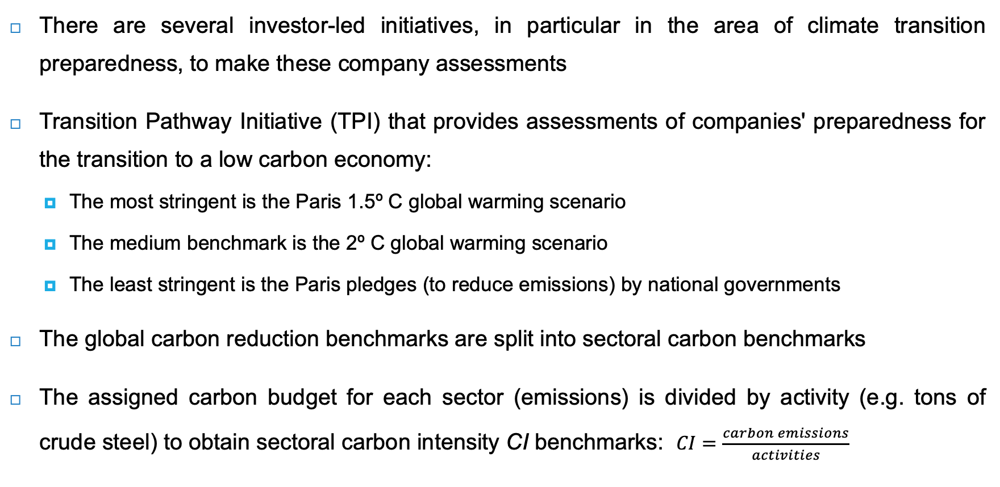 There are several investor-led initiatives, in particular in the area of climate transition
preparedness, to make these company assessments
Transition Pathway Initiative (TPI) that provides assessments of companies' preparedness for
the transition to a low carbon economy:
The most stringent is the Paris 1.5º C global warming scenario
The medium benchmark is the 2º C global warming scenario
The least stringent is the Paris pledges (to reduce emissions) by national governments
The global carbon reduction benchmarks are split into sectoral carbon benchmarks
The assigned carbon budget for each sector (emissions) is divided by activity (e.g. tons of
crude steel) to obtain sectoral carbon intensity CI benchmarks: CI = carbon emissions / activities